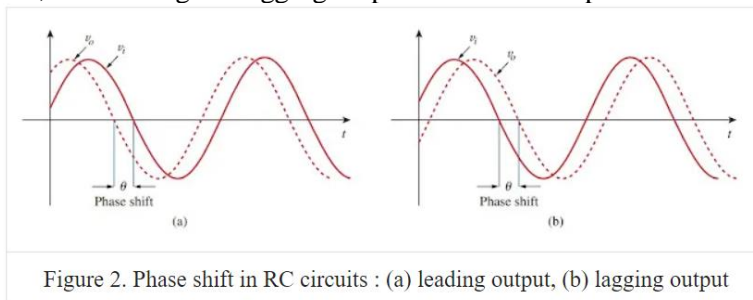 v_o
v_i
t
θ
Phase shift
(a)
v_i
v_o
t
θ
Phase shift
(b)
Figure 2. Phase shift in RC circuits : (a) leading output, (b) lagging output